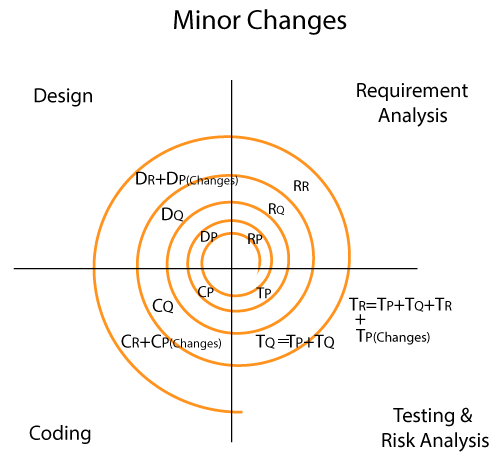 Minor Changes
Design
Requirement
Analysis
DR+DP(Changes)
RR
DQ
RQ
DP
RP
CP
TP
CQ
TR=TP+TQ+TR
+
TP(Changes)
CR+CP(Changes)
TQ=TP+TQ
Coding
Testing &
Risk Analysis